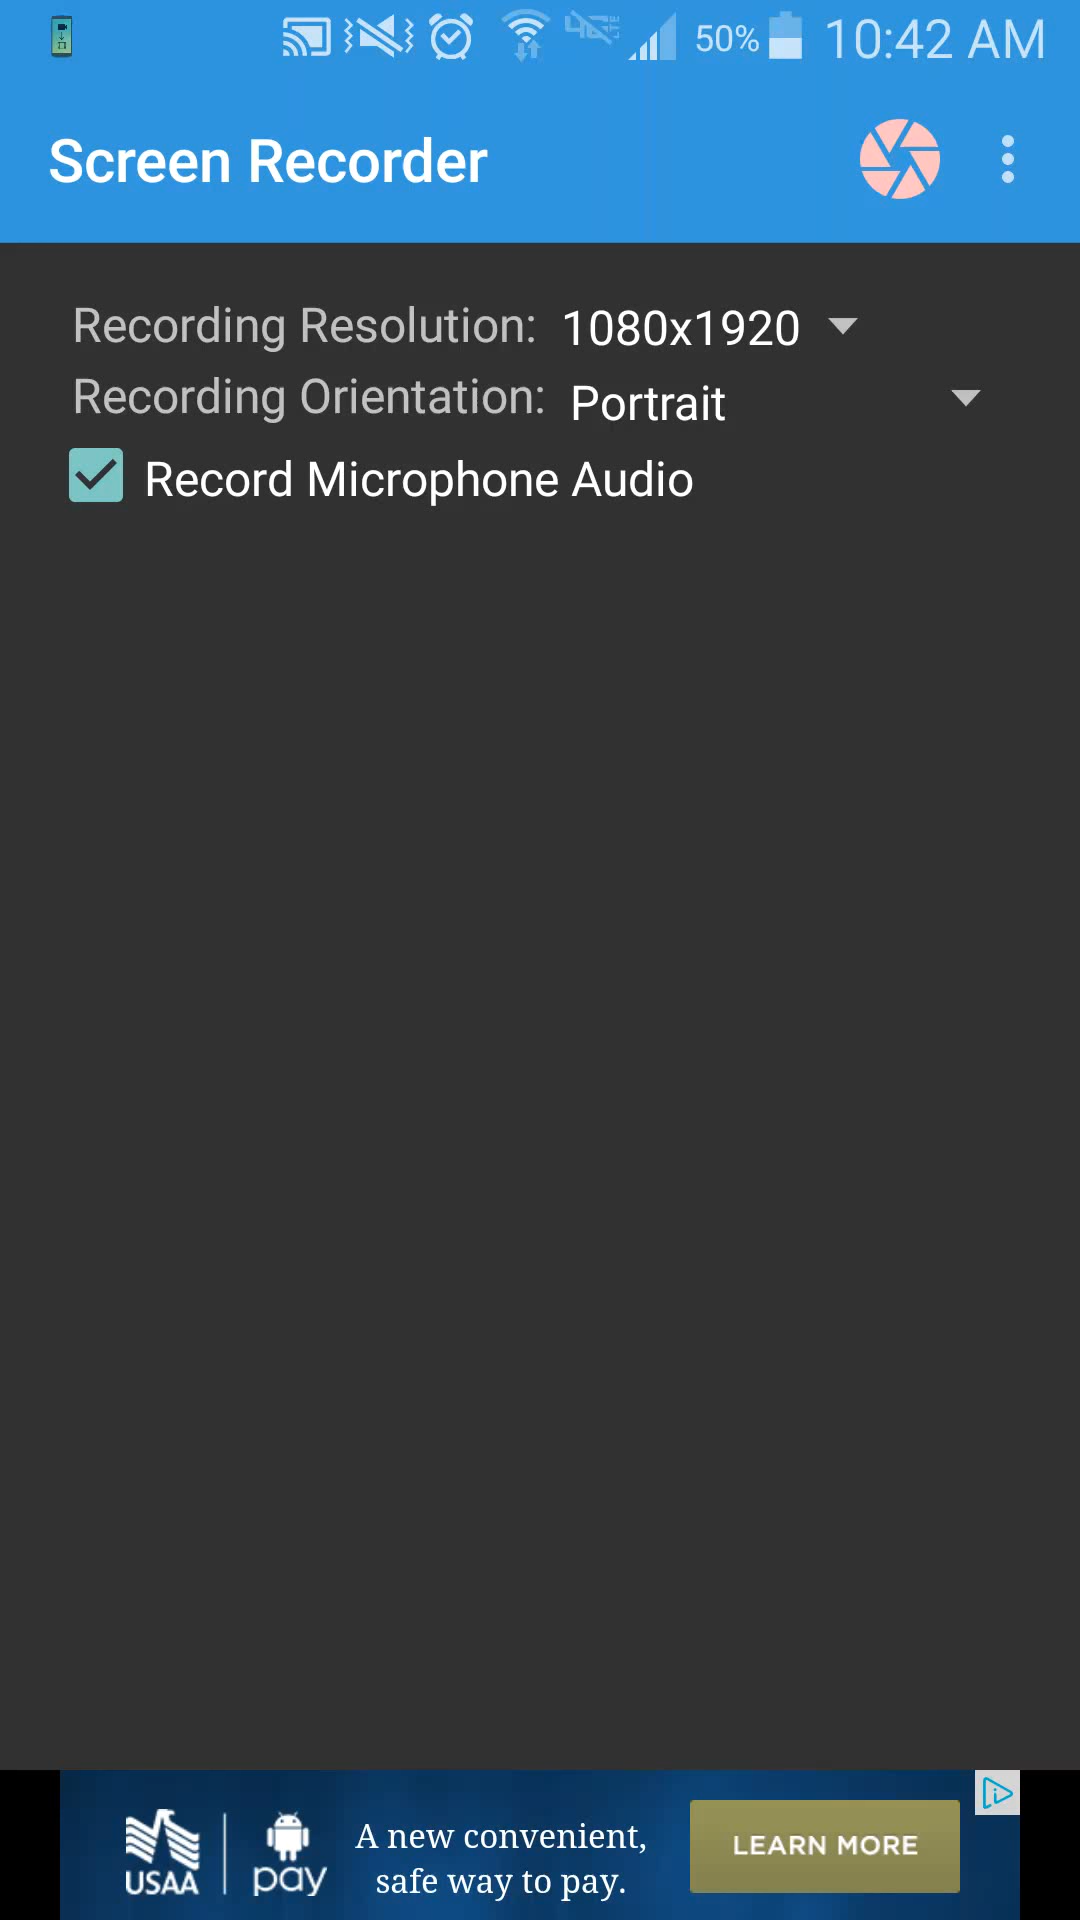 50% 10:42 AM
Screen Recorder
Recording Resolution: 1080x1920
Recording Orientation: Portrait
Record Microphone Audio
USAA
pay
A new convenient,
safe way to pay.
LEARN MORE